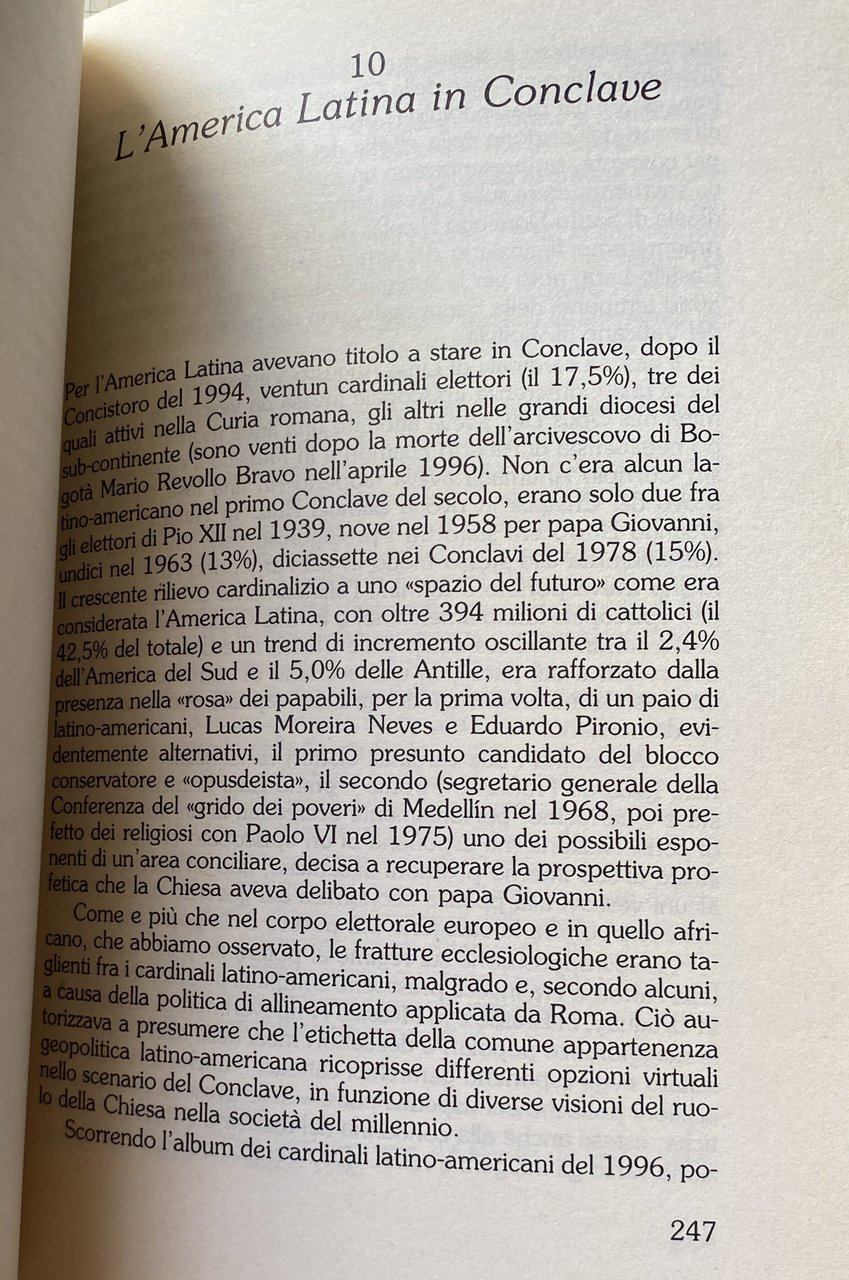 10
L'America Latina in Conclave
Per l'America Latina avevano titolo a stare in Conclave, dopo il
Concistoro del 1994, ventun cardinali elettori (il 17,5%), tre dei
quali attivi nella Curia romana, gli altri nelle grandi diocesi del
sub-continente (sono venti dopo la morte dell'arcivescovo di Bo-
gotà Mario Revollo Bravo nell'aprile 1996). Non c'era alcun la-
tino-americano nel primo Conclave del secolo, erano solo due fra
gli elettori di Pio XII nel 1939, nove nel 1958 per papa Giovanni,
undici nel 1963 (13%), diciassette nei Conclavi del 1978 (15%).
Il crescente rilievo cardinalizio a uno «spazio del futuro» come era
considerata l'America Latina, con oltre 394 milioni di cattolici (il
42,5% del totale) e un trend di incremento oscillante tra il 2,4%
dell'America del Sud e il 5,0% delle Antille, era rafforzato dalla
presenza nella «rosa» dei papabili, per la prima volta, di un paio di
latino-americani, Lucas Moreira Neves e Eduardo Pironio, evi-
dentemente alternativi, il primo presunto candidato del blocco
conservatore e «opusdeista», il secondo (segretario generale della
Conferenza del «grido dei poveri» di Medellín nel 1968, poi pre-
fetto dei religiosi con Paolo VI nel 1975) uno dei possibili espo-
nenti di un'area conciliare, decisa a recuperare la prospettiva pro-
fetica che la Chiesa aveva delibato con papa Giovanni.
Come e più che nel corpo elettorale europeo e in quello afri-
cano, che abbiamo osservato, le fratture ecclesiologiche erano ta-
glienti fra i cardinali latino-americani, malgrado e, secondo alcuni,
a causa della politica di allineamento applicata da Roma. Ciò au-
torizzava a presumere che l'etichetta della comune appartenenza
geopolitica latino-americana ricoprisse differenti opzioni virtuali
nello scenario del Conclave, in funzione di diverse visioni del ruo-
lo della Chiesa nella società del millennio.
Scorrendo l'album dei cardinali latino-americani del 1996, po-
247